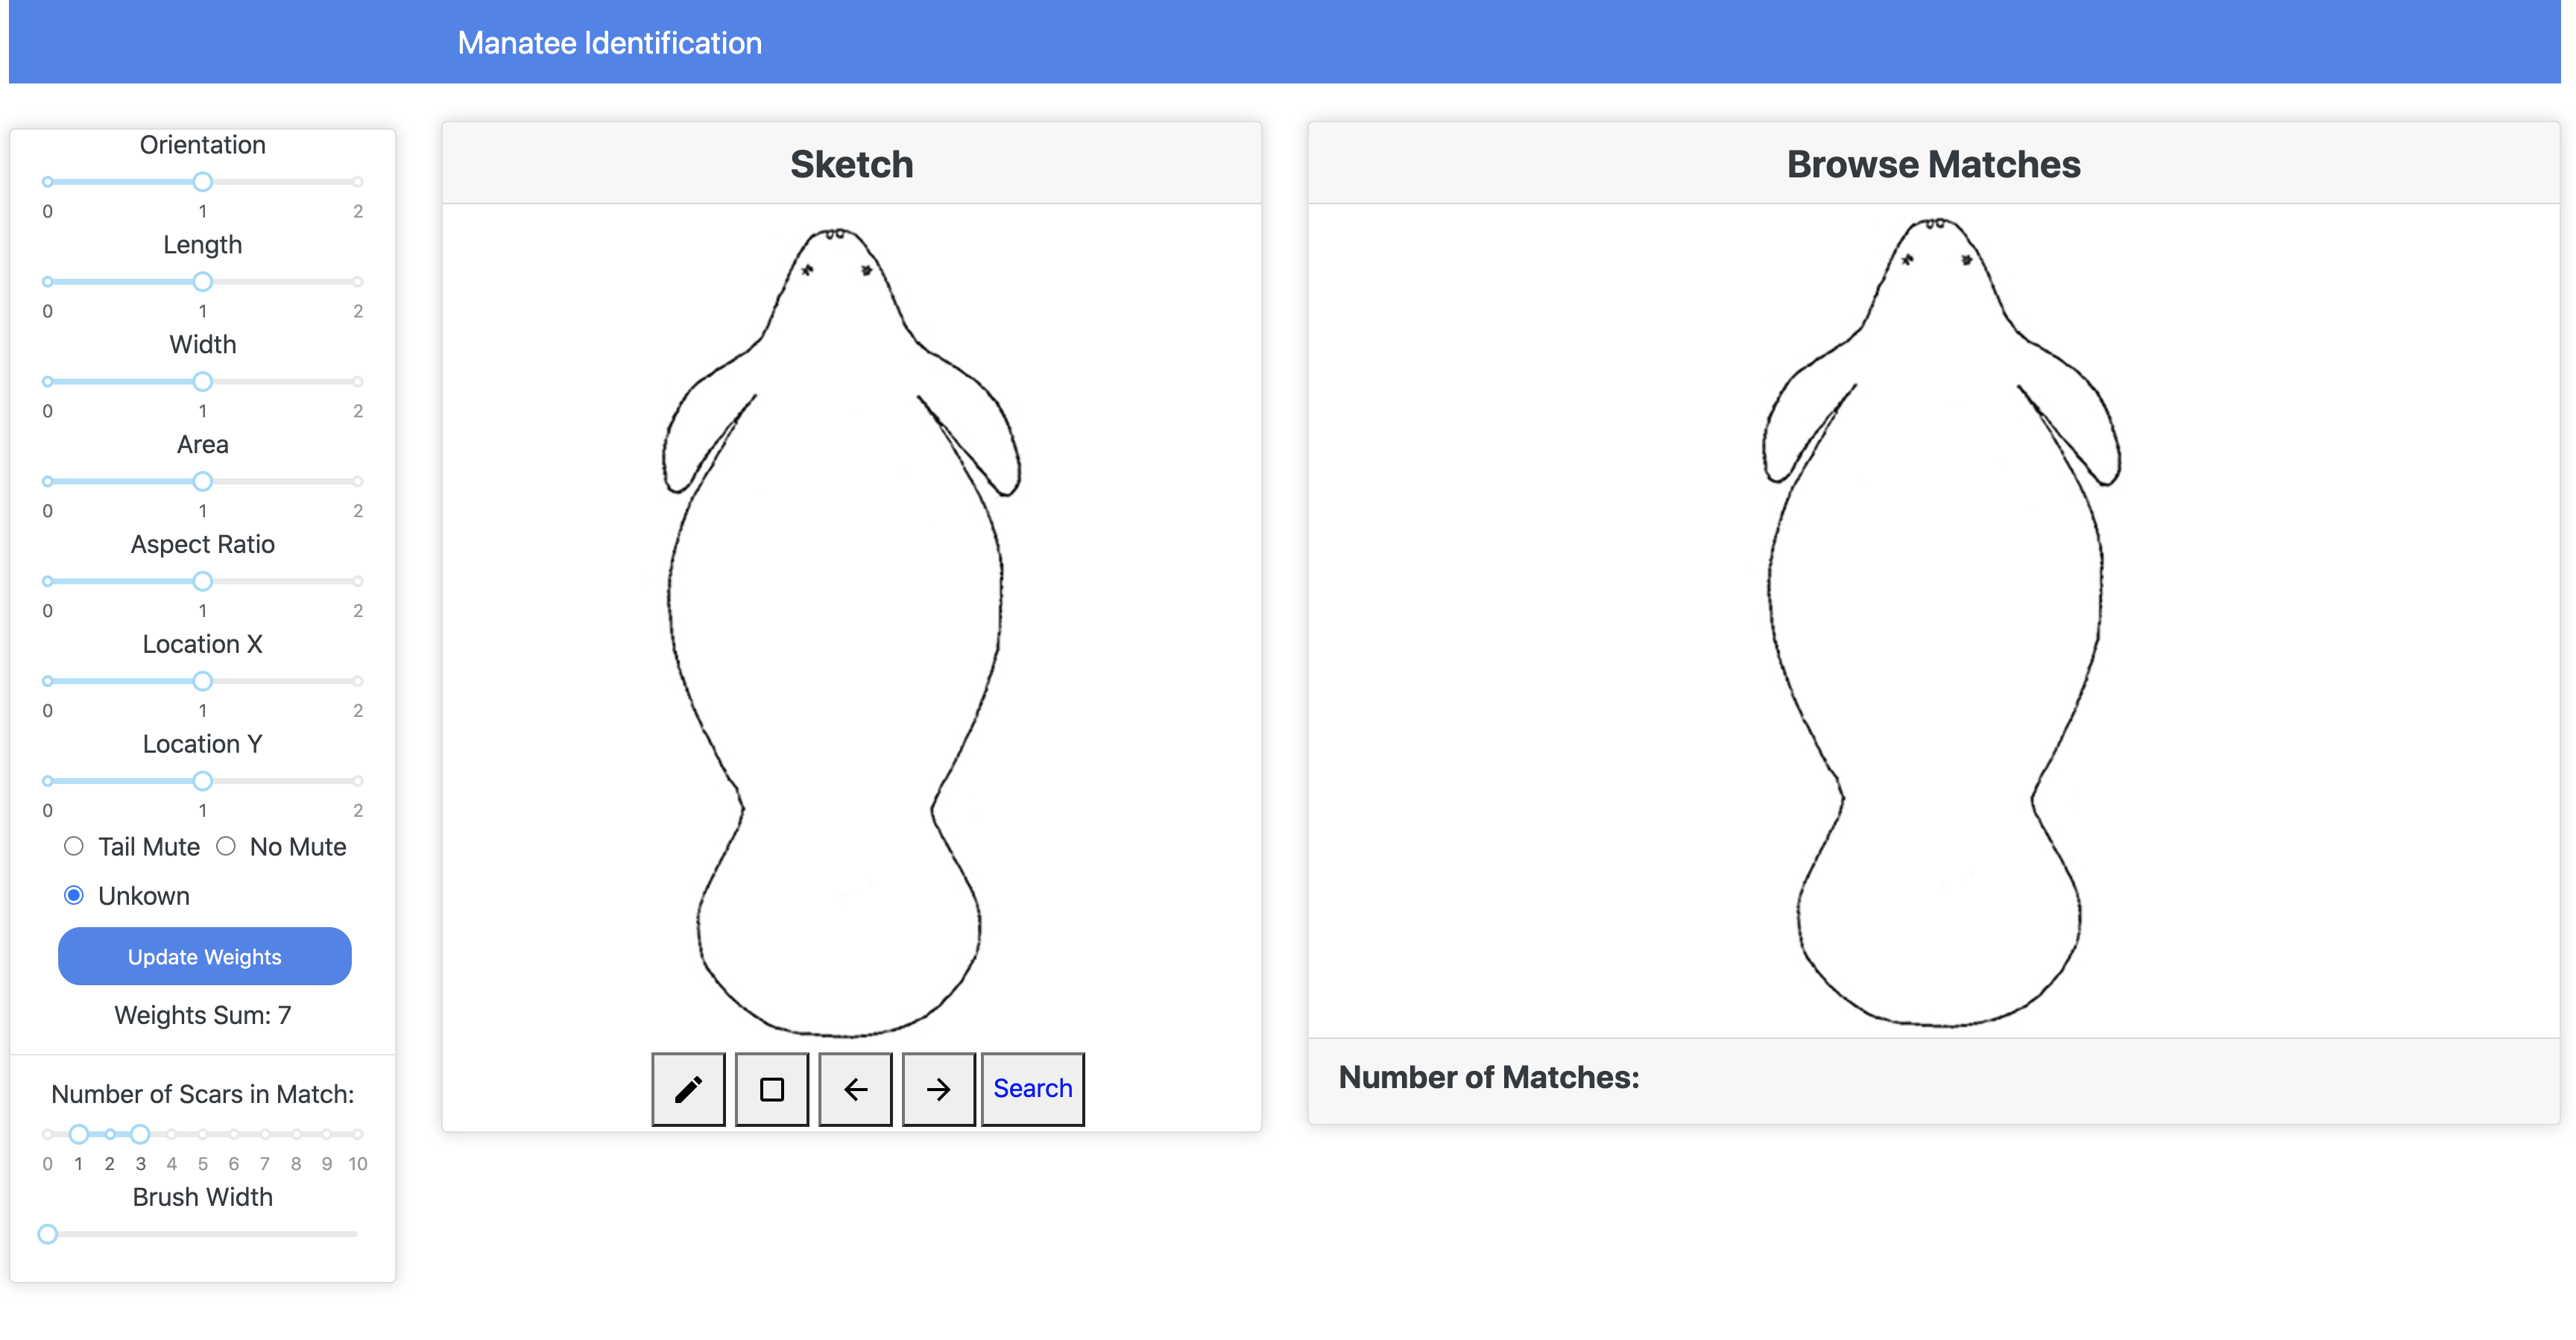 Manatee Identification
Orientation
0 1 2
Length
0 1 2
Width
0 1 2
Area
0 1 2
Aspect Ratio
0 1 2
Location X
0 1 2
Location Y
0 1 2
Tail Mute No Mute
Unkown
Update Weights
Weights Sum: 7
Number of Scars in Match:
0 1 2 3 4 5 6 7 8 9 10
Brush Width
Sketch
Search
Browse Matches
Number of Matches: